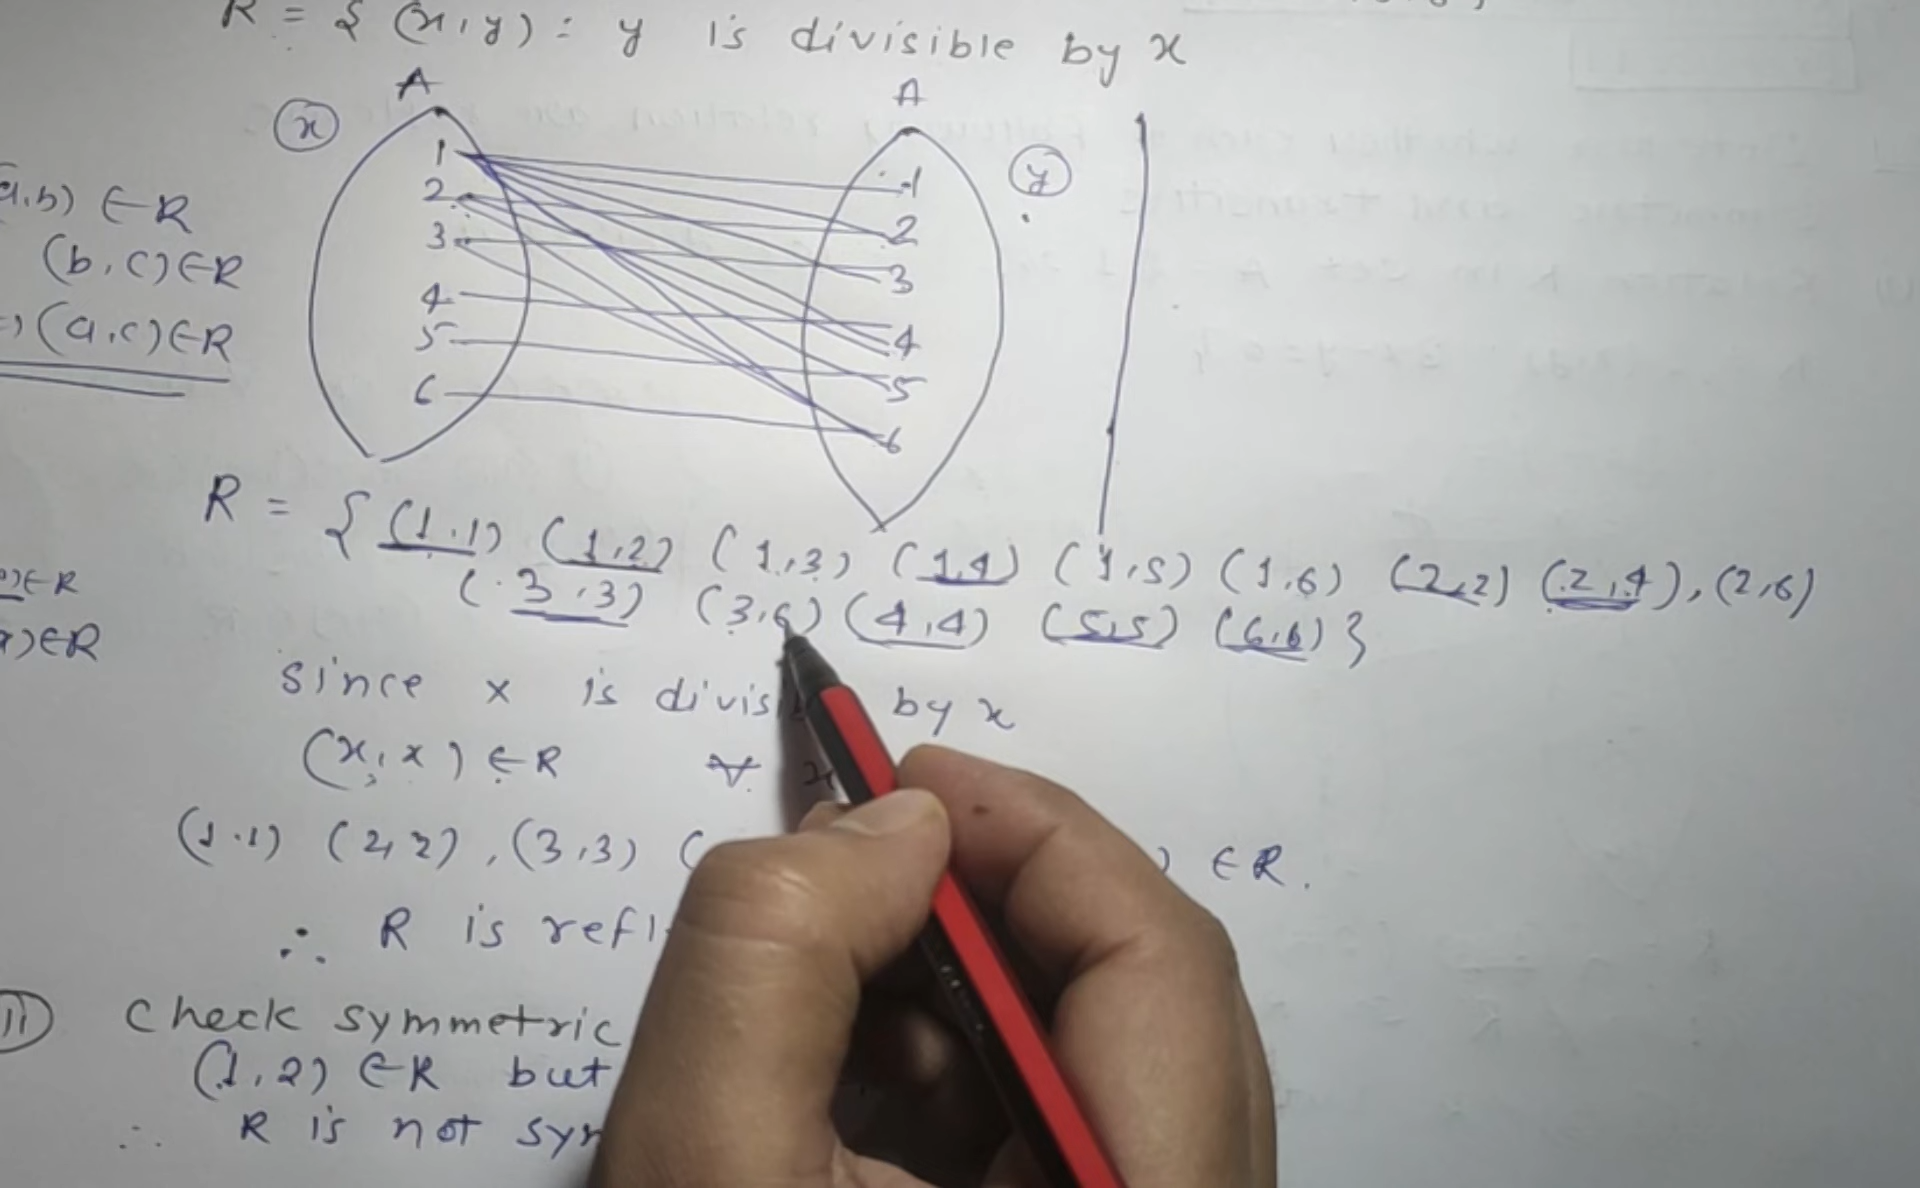 R = { (x,y) : y is divisible by x
A A
x y
1 1
2 2
3 3
4 4
5 5
6 6
a,b) ∈R
(b,c)∈R
(a,c)∈R
R = { (1,1) (1,2) (1,3) (1,4) (1,5) (1,6) (2,2) (2,4), (2,6)
(3,3) (3,6) (4,4) (5,5) (6,6) }
)∈R
)∈R
since x is by x
(x,x) ∈R ∀ x
(1.1) (2,2) , (3,3) ( ) ∈R.
∴ R is
ii check symmetric
(1,2) ∈R but
∴ R is not